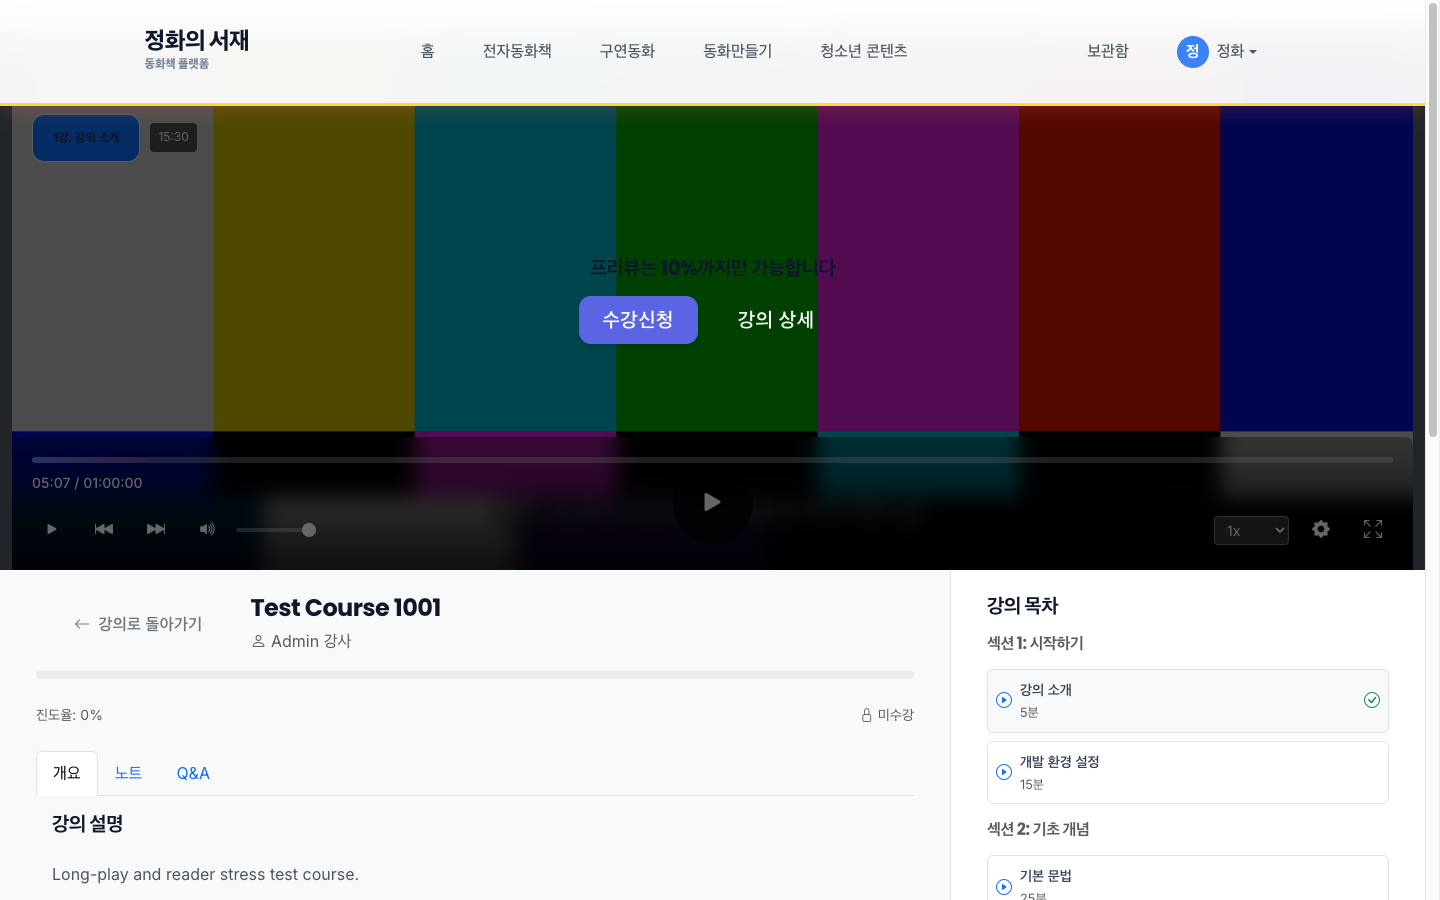 정화의 서재
동화책 플랫폼
홈
전자동화책
구연동화
동화만들기
청소년 콘텐츠
보관함
정
정화
1강. 강의 소개
15:30
프리뷰는 10%까지만 가능합니다
수강신청
강의 상세
05:07 / 01:00:00
1x
강의로 돌아가기
Test Course 1001
Admin 강사
진도율: 0%
미수강
개요
노트
Q&A
강의 설명
Long-play and reader stress test course.
강의 목차
섹션 1: 시작하기
강의 소개
5분
개발 환경 설정
15분
섹션 2: 기초 개념
기본 문법
25분